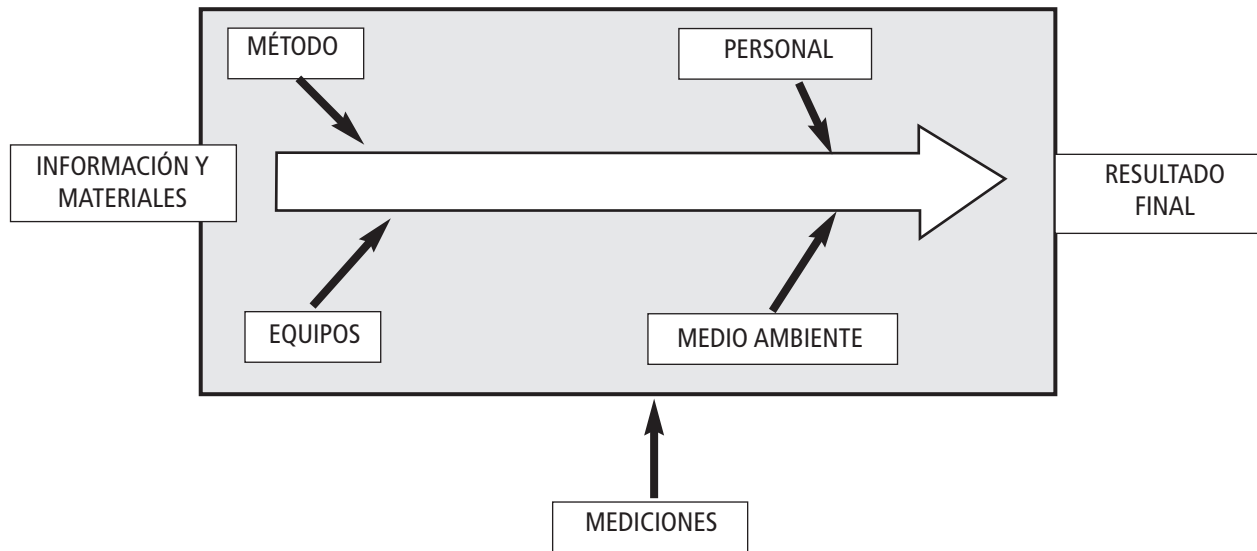 MÉTODO
PERSONAL
INFORMACIÓN Y
MATERIALES
RESULTADO
FINAL
EQUIPOS
MEDIO AMBIENTE
MEDICIONES